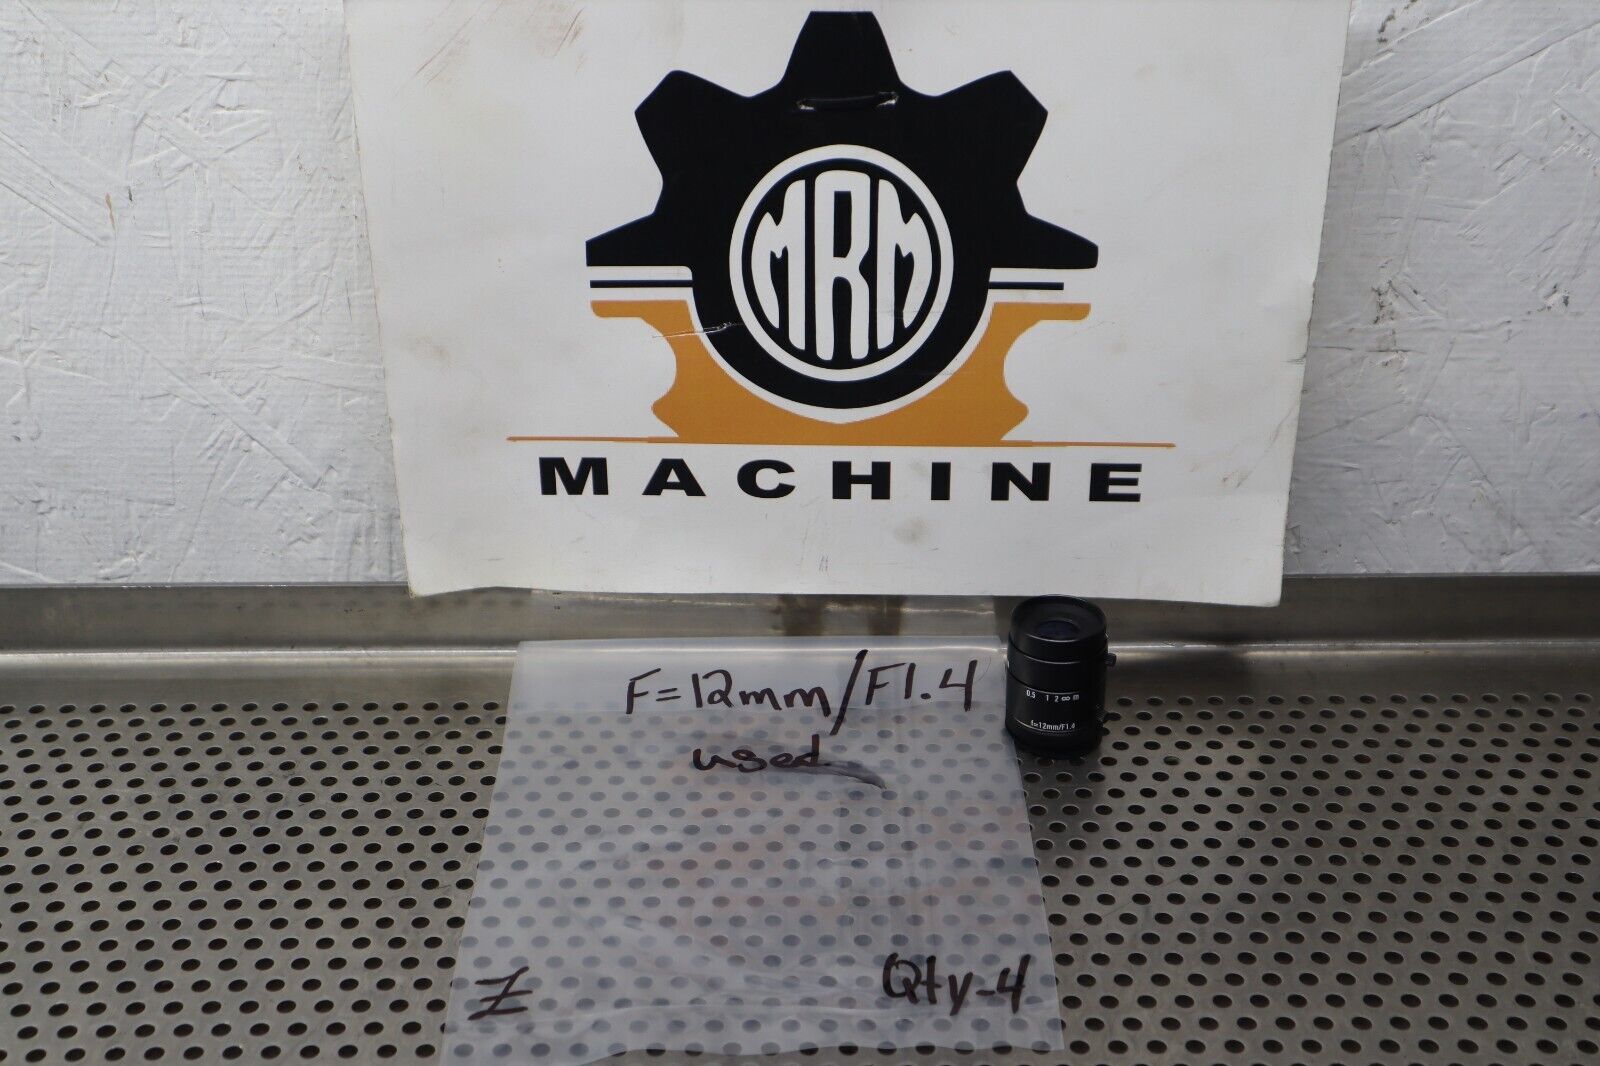 MRM
MACHINE
F=12mm/F1.4
used
Z
Qty-4
0.5 1 2 ∞ m
f=12mm/F1.4